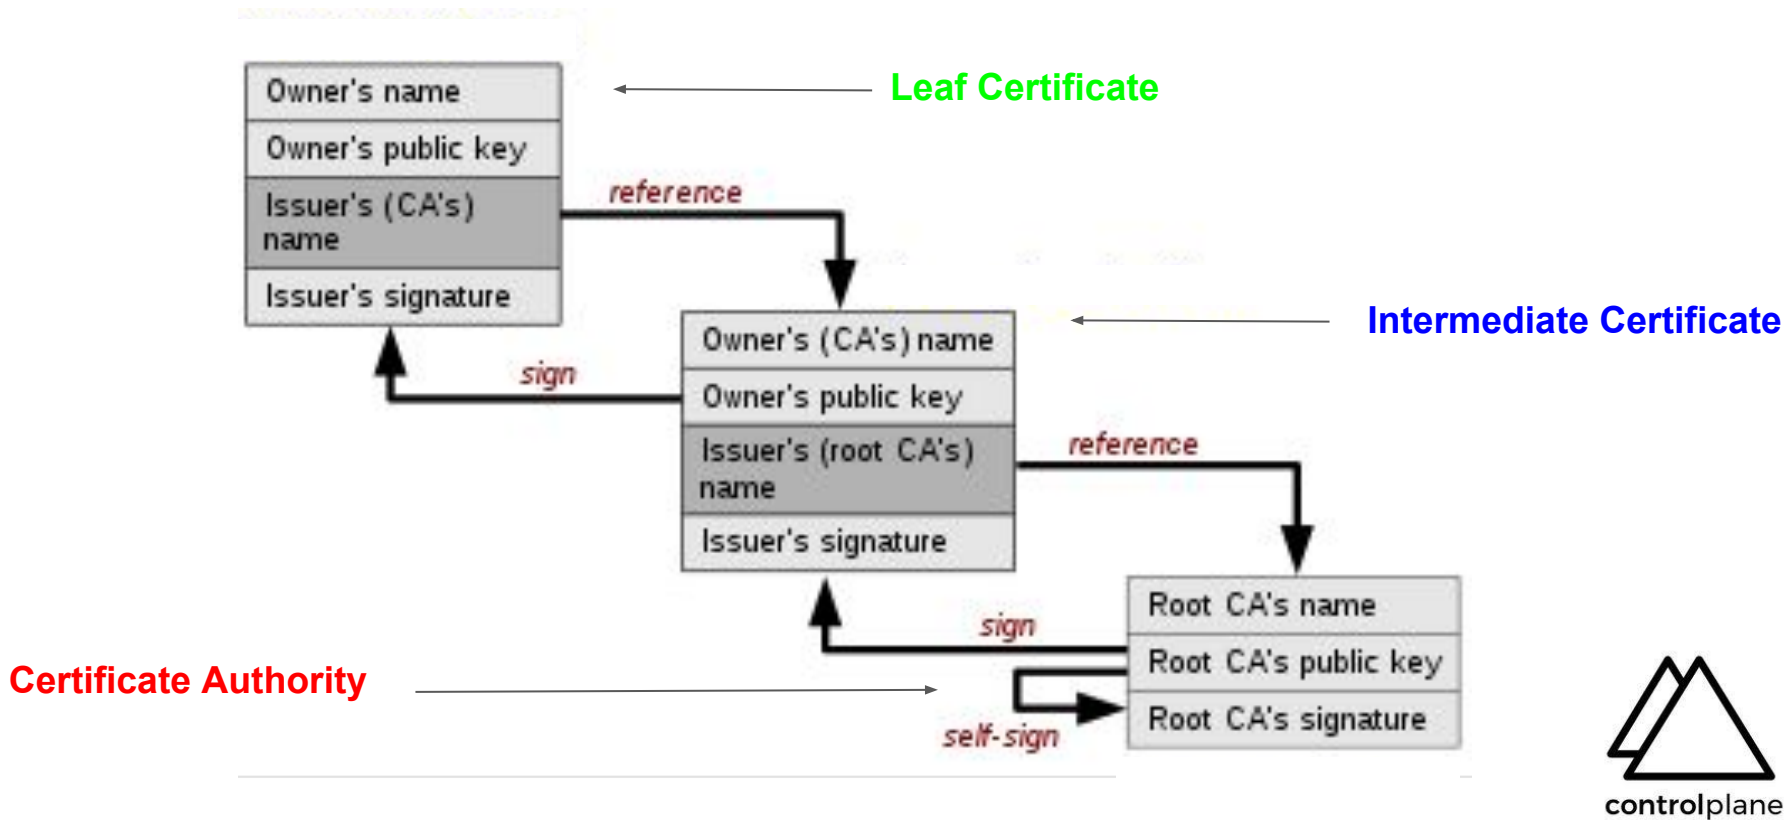 Leaf Certificate
Owner's name
Owner's public key
Issuer's (CA's)
name
Issuer's signature
reference
sign
Intermediate Certificate
Owner's (CA's) name
Owner's public key
Issuer's (root CA's)
name
Issuer's signature
reference
sign
Certificate Authority
self-sign
Root CA's name
Root CA's public key
Root CA's signature
controlplane